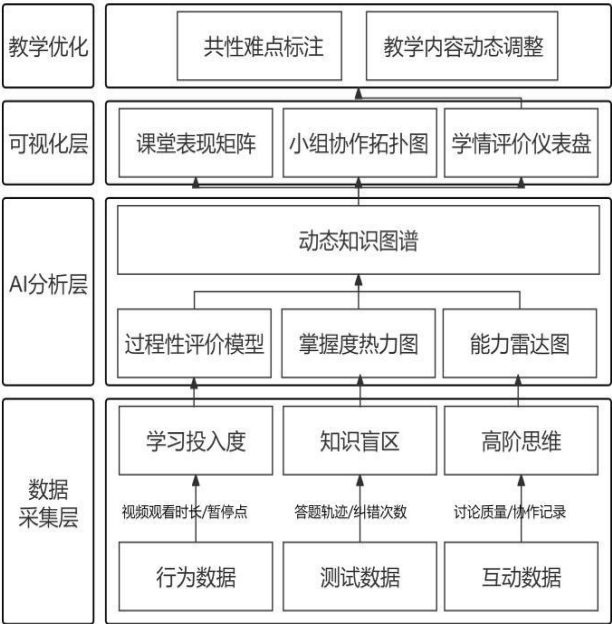 教学优化
共性难点标注
教学内容动态调整
可视化层
课堂表现矩阵
小组协作拓扑图
学情评价仪表盘
AI分析层
动态知识图谱
过程性评价模型
掌握度热力图
能力雷达图
数据
采集层
学习投入度
知识盲区
高阶思维
视频观看时长/暂停点
答题轨迹/纠错次数
讨论质量/协作记录
行为数据
测试数据
互动数据